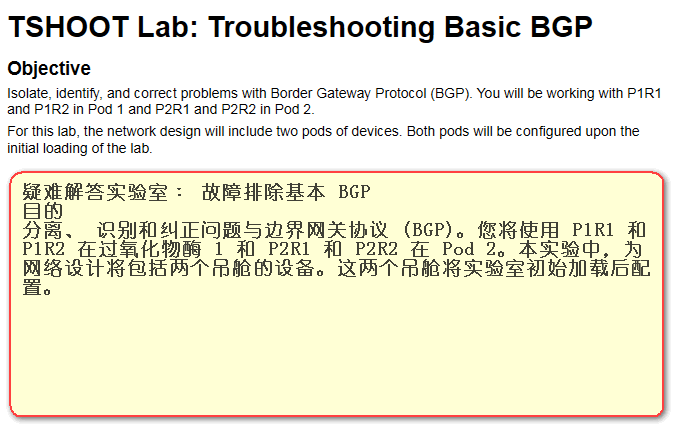 TSHOOT Lab: Troubleshooting Basic BGP
Objective
Isolate, identify, and correct problems with Border Gateway Protocol (BGP). You will be working with P1R1
and P1R2 in Pod 1 and P2R1 and P2R2 in Pod 2.
For this lab, the network design will include two pods of devices. Both pods will be configured upon the
initial loading of the lab.
疑难解答实验室： 故障排除基本 BGP
目的
分离、 识别和纠正问题与边界网关协议 (BGP)。您将使用 P1R1 和
P1R2 在过氧化物酶 1 和 P2R1 和 P2R2 在 Pod 2。本实验中，为
网络设计将包括两个吊舱的设备。这两个吊舱将实验室初始加载后配
置。